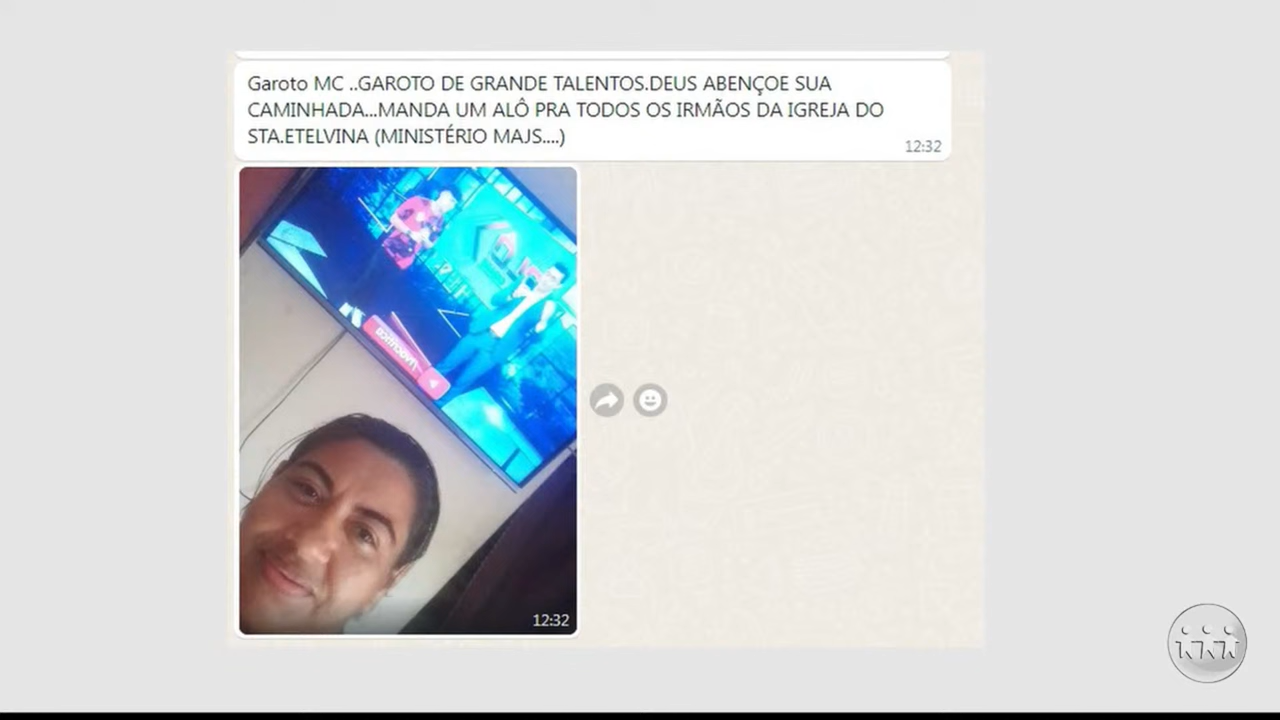 Garoto MC ..GAROTO DE GRANDE TALENTOS.DEUS ABENÇOE SUA
CAMINHADA...MANDA UM ALÔ PRA TODOS OS IRMÃOS DA IGREJA DO
STA.ETELVINA (MINISTÉRIO MAJS....)
12:32
12:32